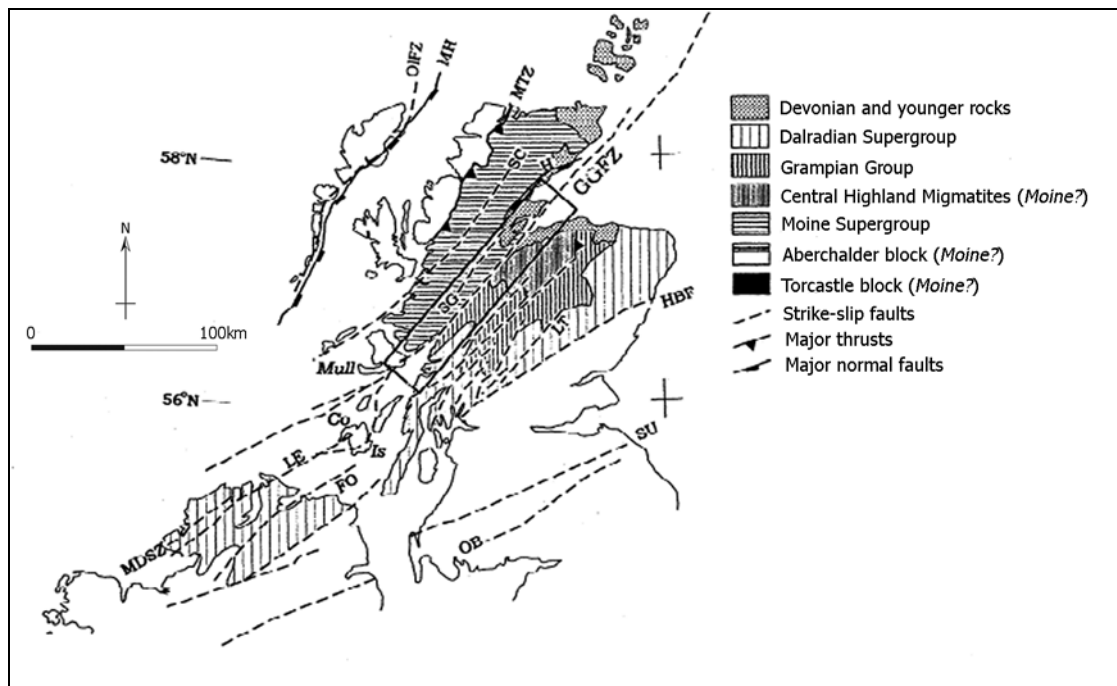 OIFZ
MH
MTZ
58°N
SC
H
GGFZ
N
SG
HBF
LT
0
100km
Mull
56°N
Co
Is
LE
SU
FO
OB
MDSZ
Devonian and younger rocks
Dalradian Supergroup
Grampian Group
Central Highland Migmatites (Moine?)
Moine Supergroup
Aberchalder block (Moine?)
Torcastle block (Moine?)
Strike-slip faults
Major thrusts
Major normal faults